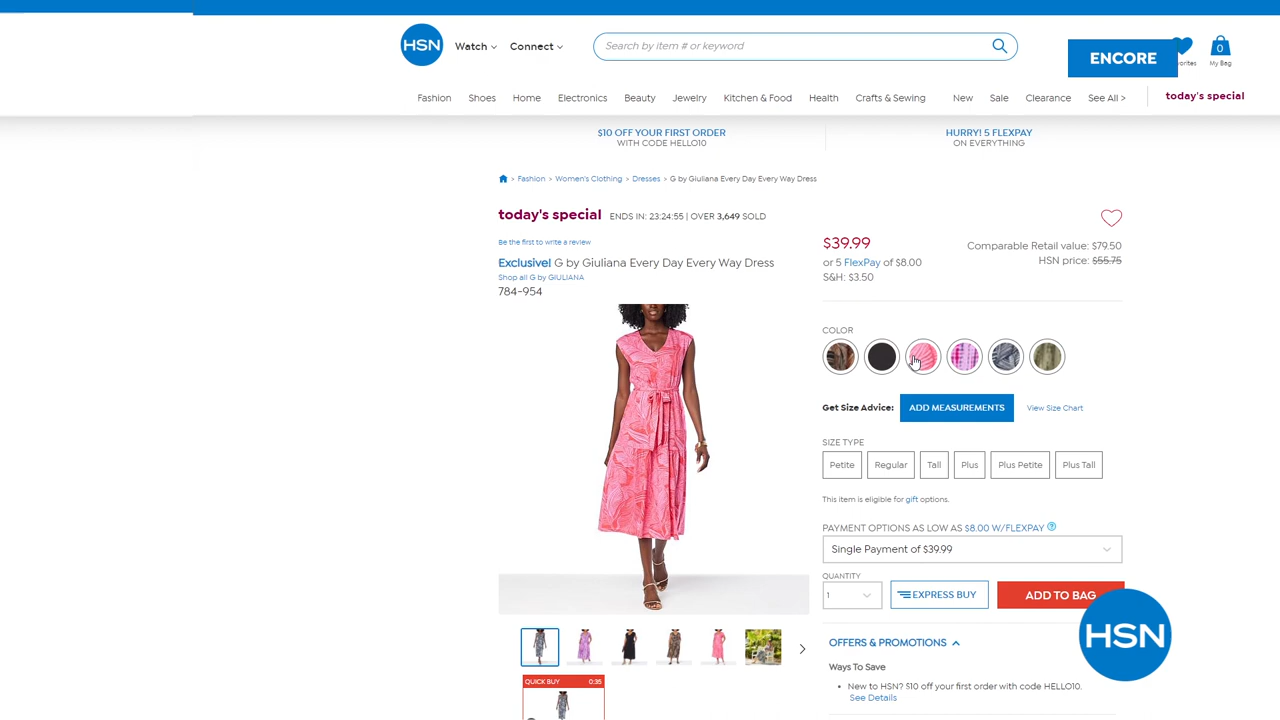 HSN
Watch
Connect
Search by item # or keyword
ENCORE
0
My Bag
Fashion Shoes Home Electronics Beauty Jewelry Kitchen & Food Health Crafts & Sewing New Sale Clearance See All > today's special
$10 OFF YOUR FIRST ORDER
WITH CODE HELLO10
HURRY! 5 FLEXPAY
ON EVERYTHING
> Fashion > Women's Clothing > Dresses > G by Giuliana Every Day Every Way Dress
today's special ENDS IN: 23:24:55 | OVER 3,649 SOLD
Be the first to write a review
Exclusive! G by Giuliana Every Day Every Way Dress
Shop all G by GIULIANA
784-954
$39.99
or 5 FlexPay of $8.00
S&H: $3.50
Comparable Retail value: $79.50
HSN price: $55.75
COLOR
Get Size Advice: ADD MEASUREMENTS View Size Chart
SIZE TYPE
Petite Regular Tall Plus Plus Petite Plus Tall
This item is eligible for gift options.
PAYMENT OPTIONS AS LOW AS $8.00 W/FLEXPAY ?
Single Payment of $39.99
QUANTITY
1
EXPRESS BUY
ADD TO BAG
HSN
OFFERS & PROMOTIONS
Ways To Save
• New to HSN? $10 off your first order with code HELLO10.
See Details
QUICK BUY 0:35